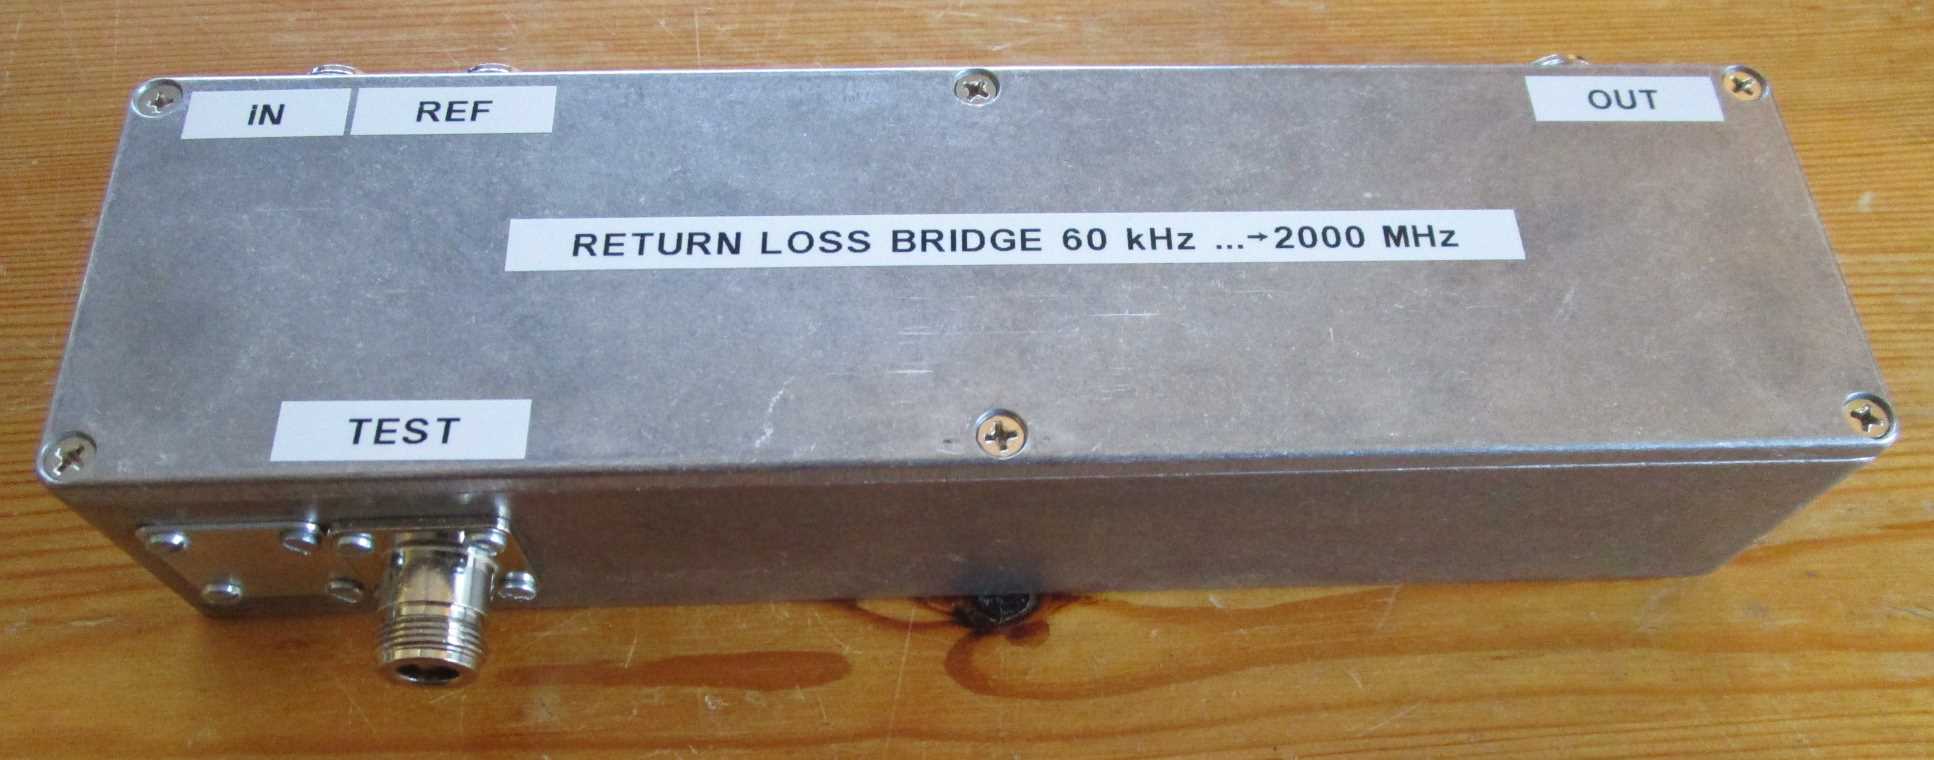 iN
REF
OUT
RETURN LOSS BRIDGE 60 kHz ...→2000 MHz
TEST